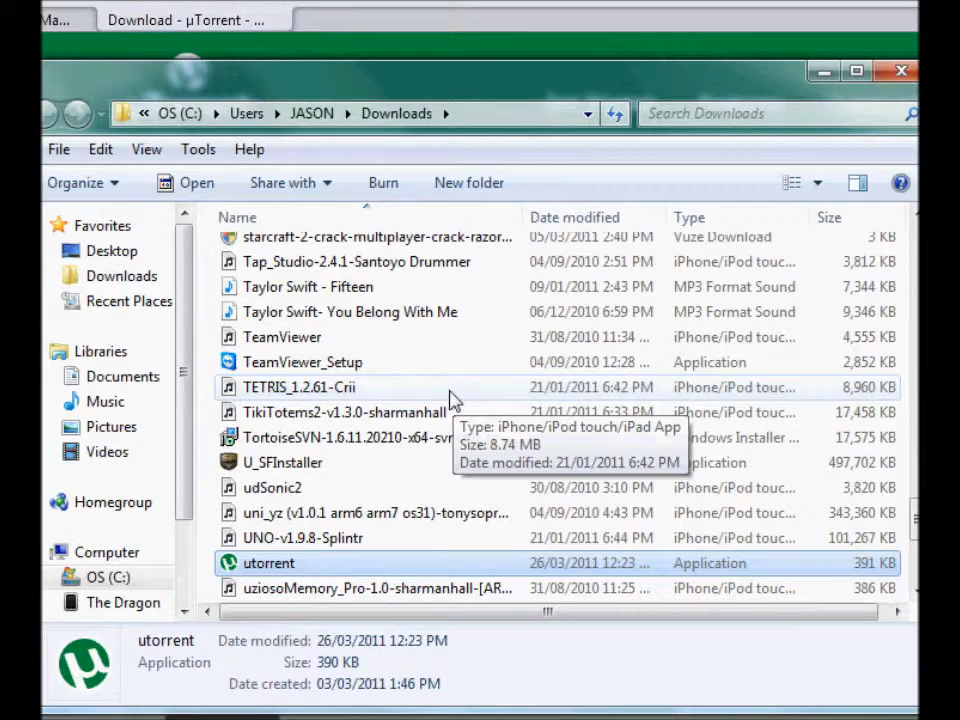 Ma...
Download - µTorrent - ...
« OS (C:) ▸ Users ▸ JASON ▸ Downloads ▸
Search Downloads
File Edit View Tools Help
Organize Open Share with Burn New folder
Name Date modified Type Size
Favorites
Desktop
Downloads
Recent Places
Libraries
Documents
Music
Pictures
Videos
Homegroup
Computer
OS (C:)
The Dragon
starcraft-2-crack-multiplayer-crack-razor... 05/03/2011 2:40 PM Vuze Download 3 KB
Tap_Studio-2.4.1-Santoyo Drummer 04/09/2010 2:51 PM iPhone/iPod touc... 3,812 KB
Taylor Swift - Fifteen 09/01/2011 2:43 PM MP3 Format Sound 7,344 KB
Taylor Swift- You Belong With Me 06/12/2010 6:59 PM MP3 Format Sound 9,346 KB
TeamViewer 31/08/2010 11:34 ... iPhone/iPod touc... 4,555 KB
TeamViewer_Setup 04/09/2010 12:28 ... Application 2,852 KB
TETRIS_1.2.61-Crii 21/01/2011 6:42 PM iPhone/iPod touc... 8,960 KB
TikiTotems2-v1.3.0-sharmanhall 21/01/2011 6:33 PM iPhone/iPod touc... 17,458 KB
TortoiseSVN-1.6.11.20210-x64-svn ndows Installer ... 17,575 KB
U_SFInstaller pplication 497,702 KB
udSonic2 30/08/2010 3:10 PM iPhone/iPod touc... 3,820 KB
uni_yz (v1.0.1 arm6 arm7 os31)-tonysopr... 04/09/2010 4:43 PM iPhone/iPod touc... 343,360 KB
UNO-v1.9.8-Splintr 21/01/2011 6:44 PM iPhone/iPod touc... 101,267 KB
utorrent 26/03/2011 12:23 ... Application 391 KB
uziosoMemory_Pro-1.0-sharmanhall-[AR... 31/08/2010 11:25 ... iPhone/iPod touc... 386 KB
Type: iPhone/iPod touch/iPad App
Size: 8.74 MB
Date modified: 21/01/2011 6:42 PM
utorrent Date modified: 26/03/2011 12:23 PM
Application Size: 390 KB
Date created: 03/03/2011 1:46 PM